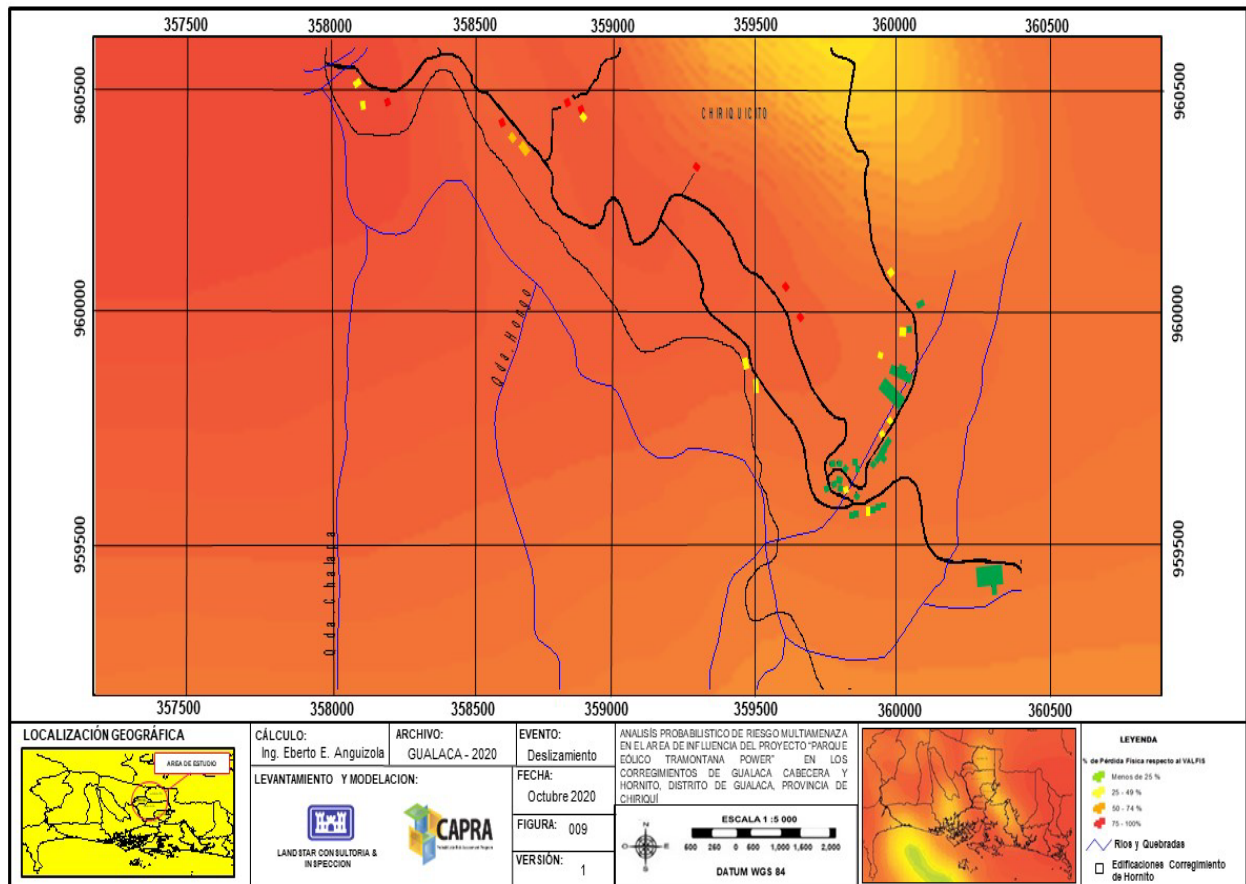 357500 358000 358500 359000 359500 360000 360500
960500 960500
CHIRIQUICITO
960000 960000
Qda. Hongo
959500 959500
Qda. Chalapa
357500 358000 358500 359000 359500 360000 360500
LOCALIZACIÓN GEOGRÁFICA
AREA DE ESTUDIO
CÁLCULO:
Ing. Eberto E. Anguizola
ARCHIVO:
GUALACA - 2020
LEVANTAMIENTO Y MODELACION:
LANDSTAR CONSULTORIA &
INSPECCION
CAPRA
EVENTO:
Deslizamiento
FECHA:
Octubre 2020
FIGURA: 009
VERSIÓN:
1
ANALISÍS PROBABILISTICO DE RIESGO MULTIAMENAZA
EN EL AREA DE INFLUENCIA DEL PROYECTO "PARQUE
EÓLICO TRAMONTANA POWER" EN LOS
CORREGIMIENTOS DE GUALACA CABECERA Y
HORNITO, DISTRITO DE GUALACA, PROVINCIA DE
CHIRIQUÍ
N
O E
S
ESCALA 1 :5 000
500 250 0 500 1,000 1,500 2,000
DATUM WGS 84
LEYENDA
% de Pérdida Física respecto al VALFIS
Menos de 25 %
25 - 49 %
50 - 74 %
75 - 100%
Rios y Quebradas
Edificaciones Corregimiento
de Hornito